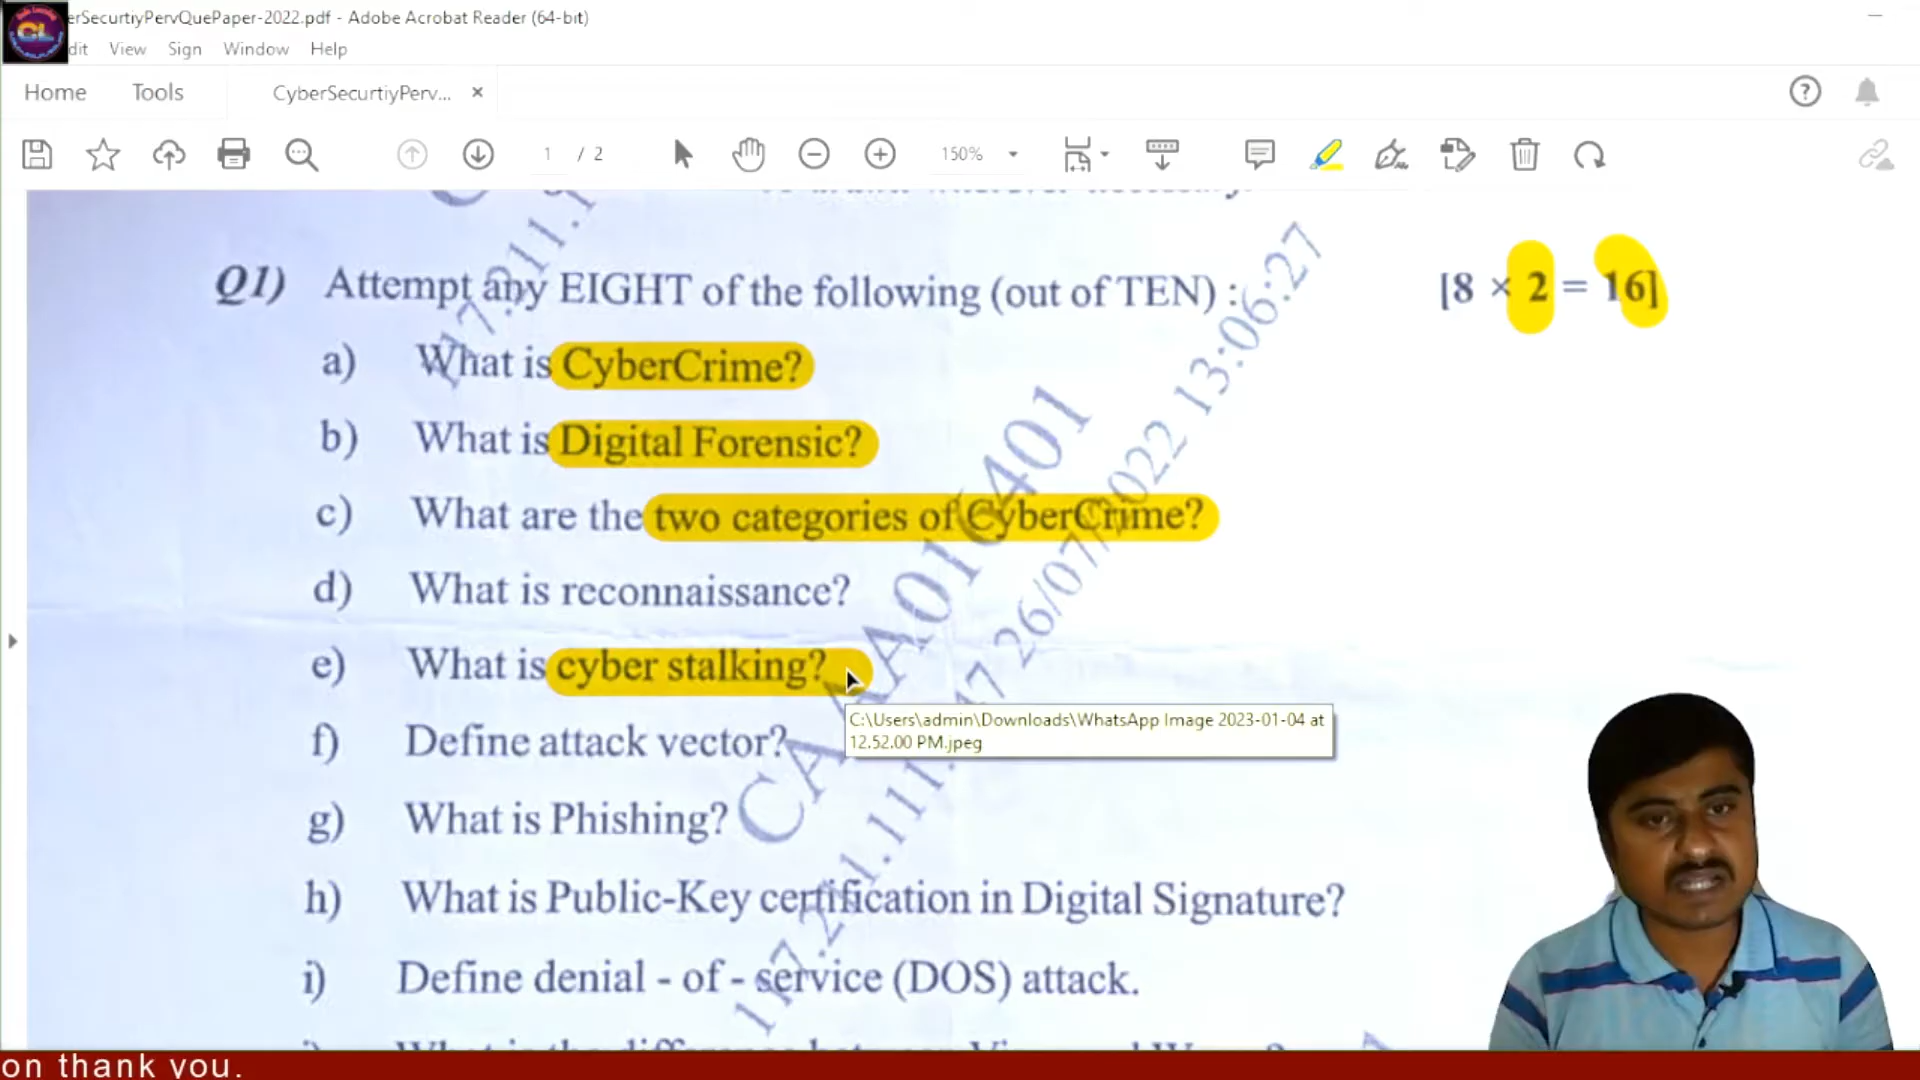 erSecurtiyPervQuePaper-2022.pdf - Adobe Acrobat Reader (64-bit)
CL
dit View Sign Window Help
Home Tools CyberSecurtiyPerv... ×
1 / 2 150%
Q1) Attempt any EIGHT of the following (out of TEN) : [8 × 2 = 16]
a) What is CyberCrime?
b) What is Digital Forensic?
c) What are the two categories of CyberCrime?
d) What is reconnaissance?
e) What is cyber stalking?
C:\Users\admin\Downloads\WhatsApp Image 2023-01-04 at
12.52.00 PM.jpeg
f) Define attack vector?
g) What is Phishing?
h) What is Public-Key certification in Digital Signature?
i) Define denial - of - service (DOS) attack.
26/07/2022 13:06:27
on thank you.